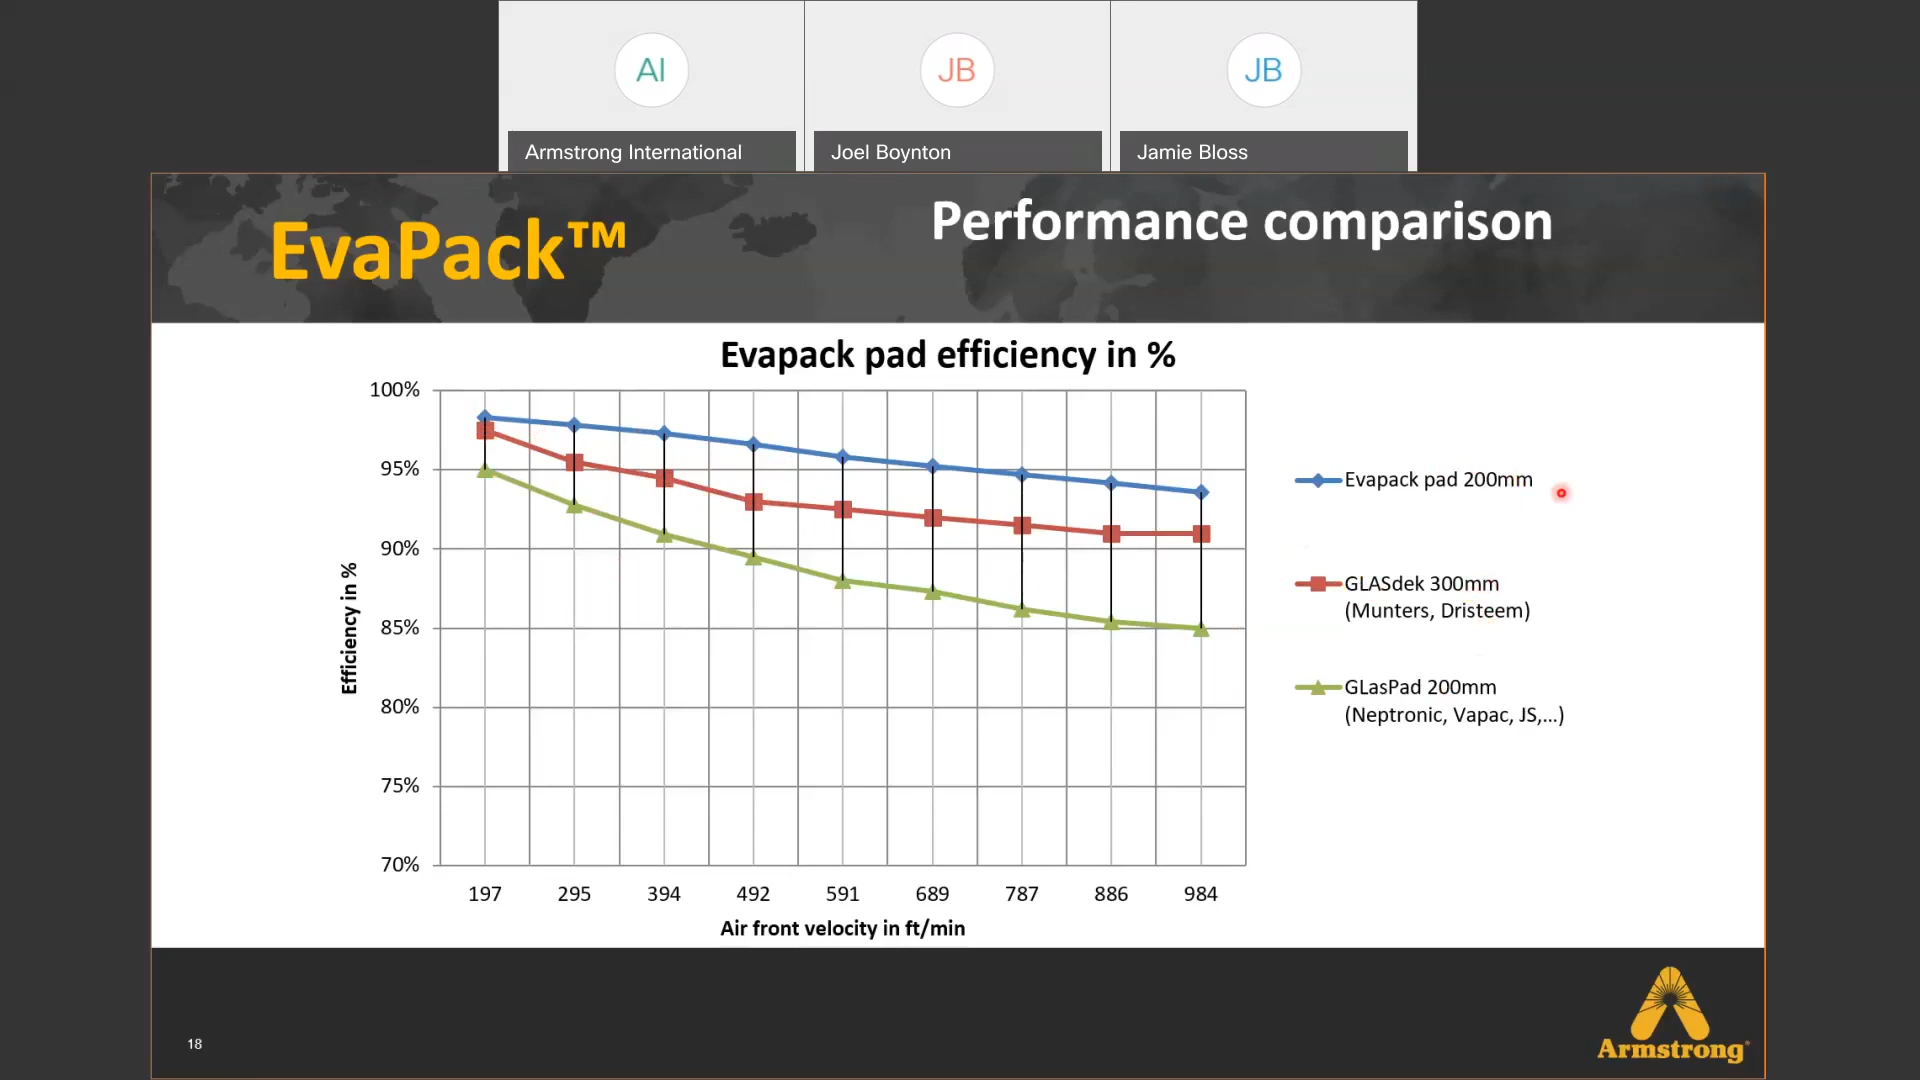 AI
JB
JB
Armstrong International
Joel Boynton
Jamie Bloss
EvaPack™
Performance comparison
Evapack pad efficiency in %
100%
95%
90%
85%
80%
75%
70%
Efficiency in %
197 295 394 492 591 689 787 886 984
Air front velocity in ft/min
Evapack pad 200mm
GLASdek 300mm
(Munters, Dristeem)
GLasPad 200mm
(Neptronic, Vapac, JS,...)
18
Armstrong®